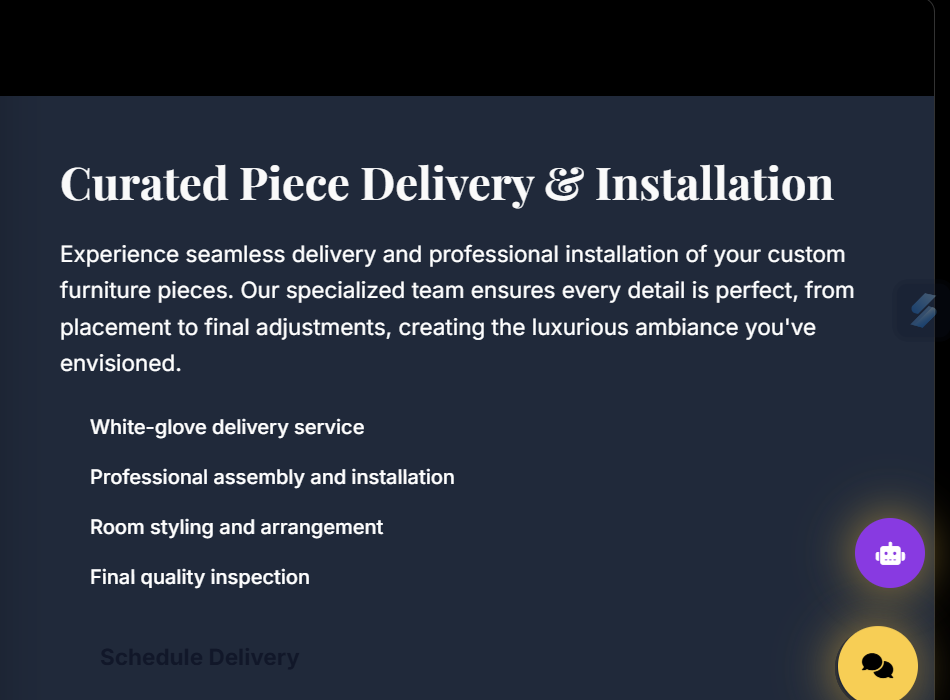 Curated Piece Delivery & Installation
Experience seamless delivery and professional installation of your custom
furniture pieces. Our specialized team ensures every detail is perfect, from
placement to final adjustments, creating the luxurious ambiance you've
envisioned.
White-glove delivery service
Professional assembly and installation
Room styling and arrangement
Final quality inspection
Schedule Delivery